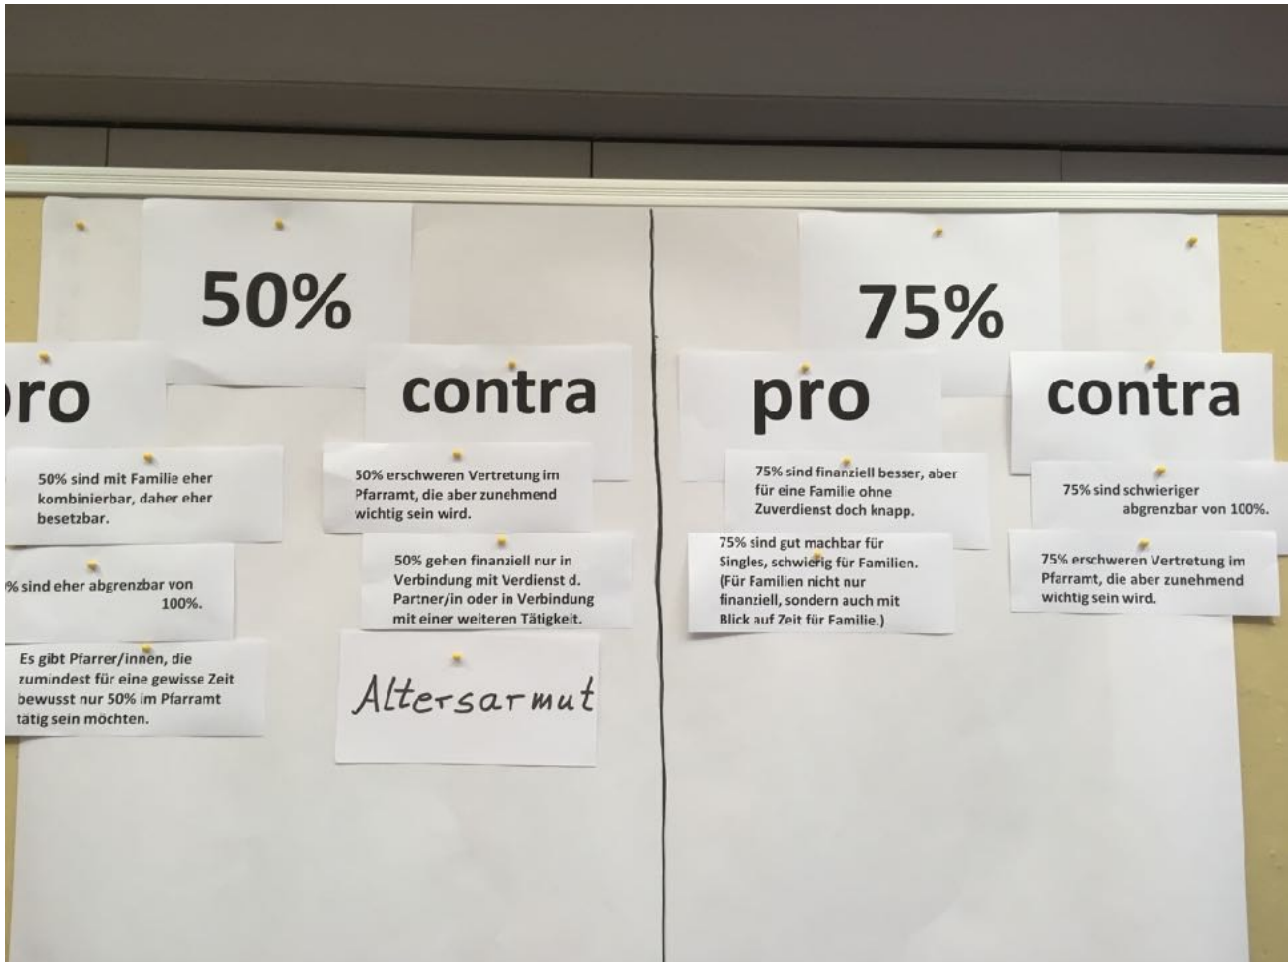 50%
pro
50% sind mit Familie eher
kombinierbar, daher eher
besetzbar.
% sind eher abgrenzbar von
100%.
Es gibt Pfarrer/innen, die
zumindest für eine gewisse Zeit
bewusst nur 50% im Pfarramt
tätig sein möchten.
contra
50% erschweren Vertretung im
Pfarramt, die aber zunehmend
wichtig sein wird.
50% gehen finanziell nur in
Verbindung mit Verdienst d.
Partner/in oder in Verbindung
mit einer weiteren Tätigkeit.
Altersarmut
75%
pro
75% sind finanziell besser, aber
für eine Familie ohne
Zuverdienst doch knapp.
75% sind gut machbar für
Singles, schwierig für Familien.
(Für Familien nicht nur
finanziell, sondern auch mit
Blick auf Zeit für Familie.)
contra
75% sind schwieriger
abgrenzbar von 100%.
75% erschweren Vertretung im
Pfarramt, die aber zunehmend
wichtig sein wird.